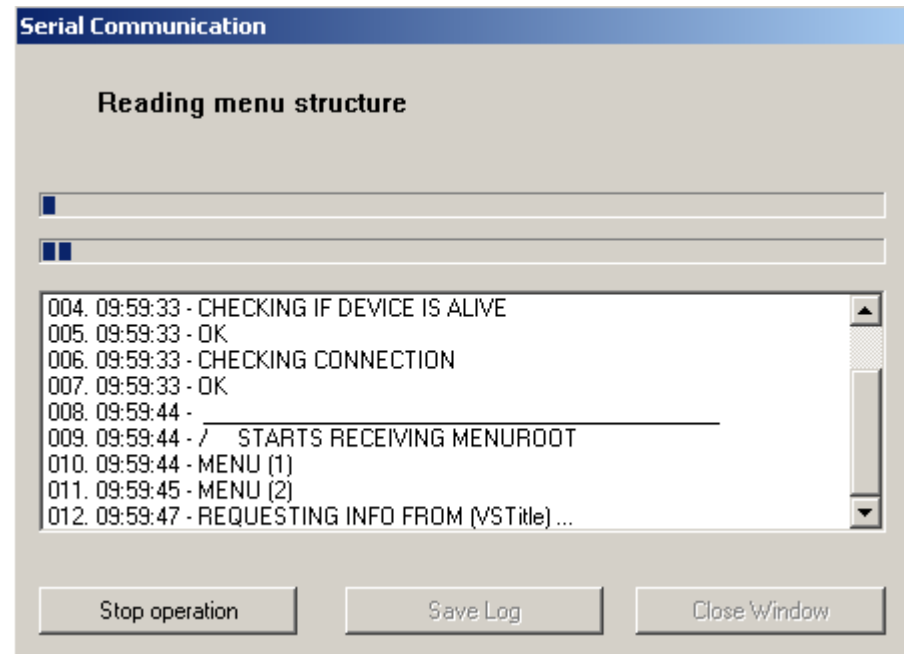 Serial Communication
Reading menu structure
004. 09:59:33 - CHECKING IF DEVICE IS ALIVE
005. 09:59:33 - OK
006. 09:59:33 - CHECKING CONNECTION
007. 09:59:33 - OK
008. 09:59:44 - ________________________________________
009. 09:59:44 - /    STARTS RECEIVING MENUROOT
010. 09:59:44 - MENU (1)
011. 09:59:45 - MENU (2)
012. 09:59:47 - REQUESTING INFO FROM (VSTitle) ...
Stop operation
Save Log
Close Window